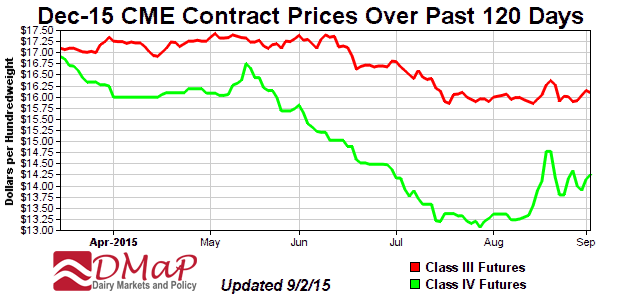 Dec-15 CME Contract Prices Over Past 120 Days
Dollars per Hundredweight
$17.50
$17.25
$17.00
$16.75
$16.50
$16.25
$16.00
$15.75
$15.50
$15.25
$15.00
$14.75
$14.50
$14.25
$14.00
$13.75
$13.50
$13.25
$13.00
Apr-2015 May Jun Jul Aug Sep
DMaP
Dairy Markets and Policy
Updated 9/2/15
Class III Futures
Class IV Futures